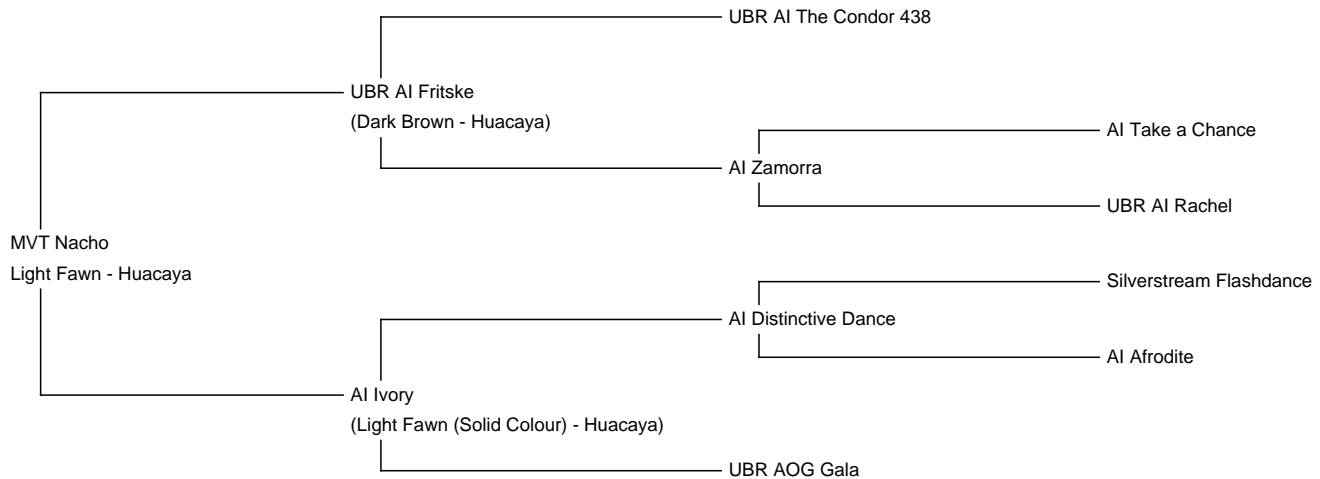 UBR AI The Condor 438
UBR AI Fritske
(Dark Brown - Huacaya)
AI Take a Chance
AI Zamorra
UBR AI Rachel
MVT Nacho
Light Fawn - Huacaya
Silverstream Flashdance
AI Distinctive Dance
AI Afrodite
AI Ivory
(Light Fawn (Solid Colour) - Huacaya)
UBR AOG Gala